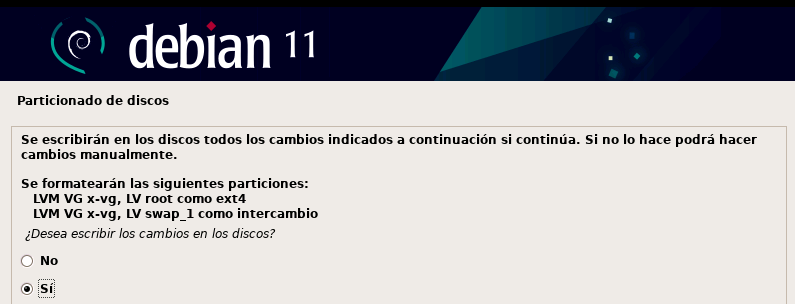 debian 11
Particionado de discos
Se escribirán en los discos todos los cambios indicados a continuación si continúa. Si no lo hace podrá hacer
cambios manualmente.
Se formatearán las siguientes particiones:
LVM VG x-vg, LV root como ext4
LVM VG x-vg, LV swap_1 como intercambio
¿Desea escribir los cambios en los discos?
No
Sí